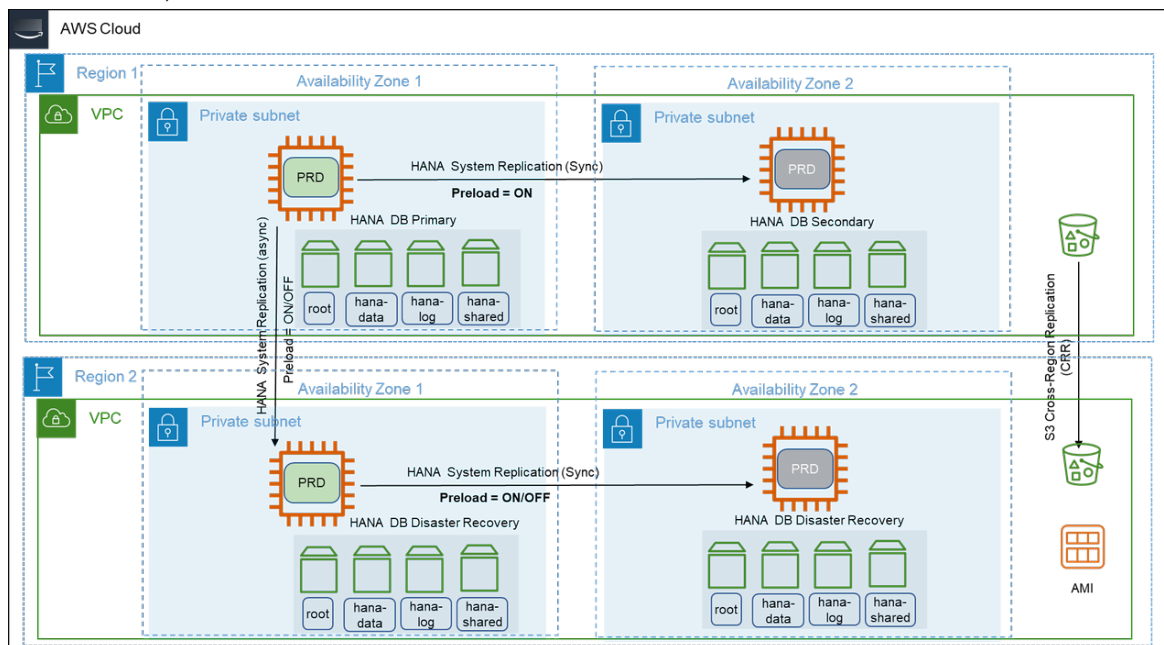 AWS Cloud
Region 1
Availability Zone 1
Availability Zone 2
VPC
Private subnet
Private subnet
PRD
HANA System Replication (Sync)
Preload = ON
PRD
HANA DB Primary
HANA DB Secondary
root
hana-
data
hana-
log
hana-
shared
root
hana-
data
hana-
log
hana-
shared
HANA System Replication (async)
Preload = ON/OFF
S3 Cross-Region Replication
(CRR)
Region 2
Availability Zone 1
Availability Zone 2
VPC
Private subnet
Private subnet
PRD
HANA System Replication (Sync)
Preload = ON/OFF
PRD
HANA DB Disaster Recovery
HANA DB Disaster Recovery
root
hana-
data
hana-
log
hana-
shared
root
hana-
data
hana-
log
hana-
shared
AMI